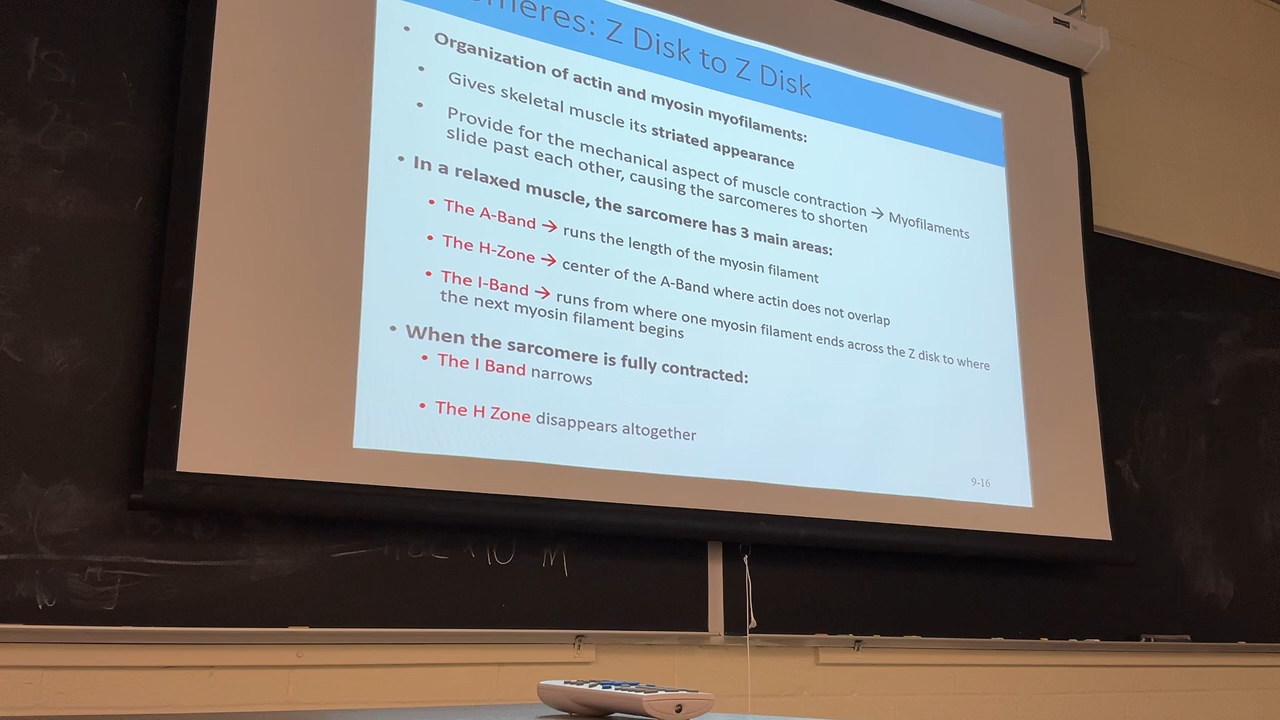 meres: Z Disk to Z Disk
• Organization of actin and myosin myofilaments:
• Gives skeletal muscle its striated appearance
• Provide for the mechanical aspect of muscle contraction → Myofilaments
slide past each other, causing the sarcomeres to shorten
• In a relaxed muscle, the sarcomere has 3 main areas:
• The A-Band → runs the length of the myosin filament
• The H-Zone → center of the A-Band where actin does not overlap
• The I-Band → runs from where one myosin filament ends across the Z disk to where
the next myosin filament begins
• When the sarcomere is fully contracted:
• The I Band narrows
• The H Zone disappears altogether
9-16
M